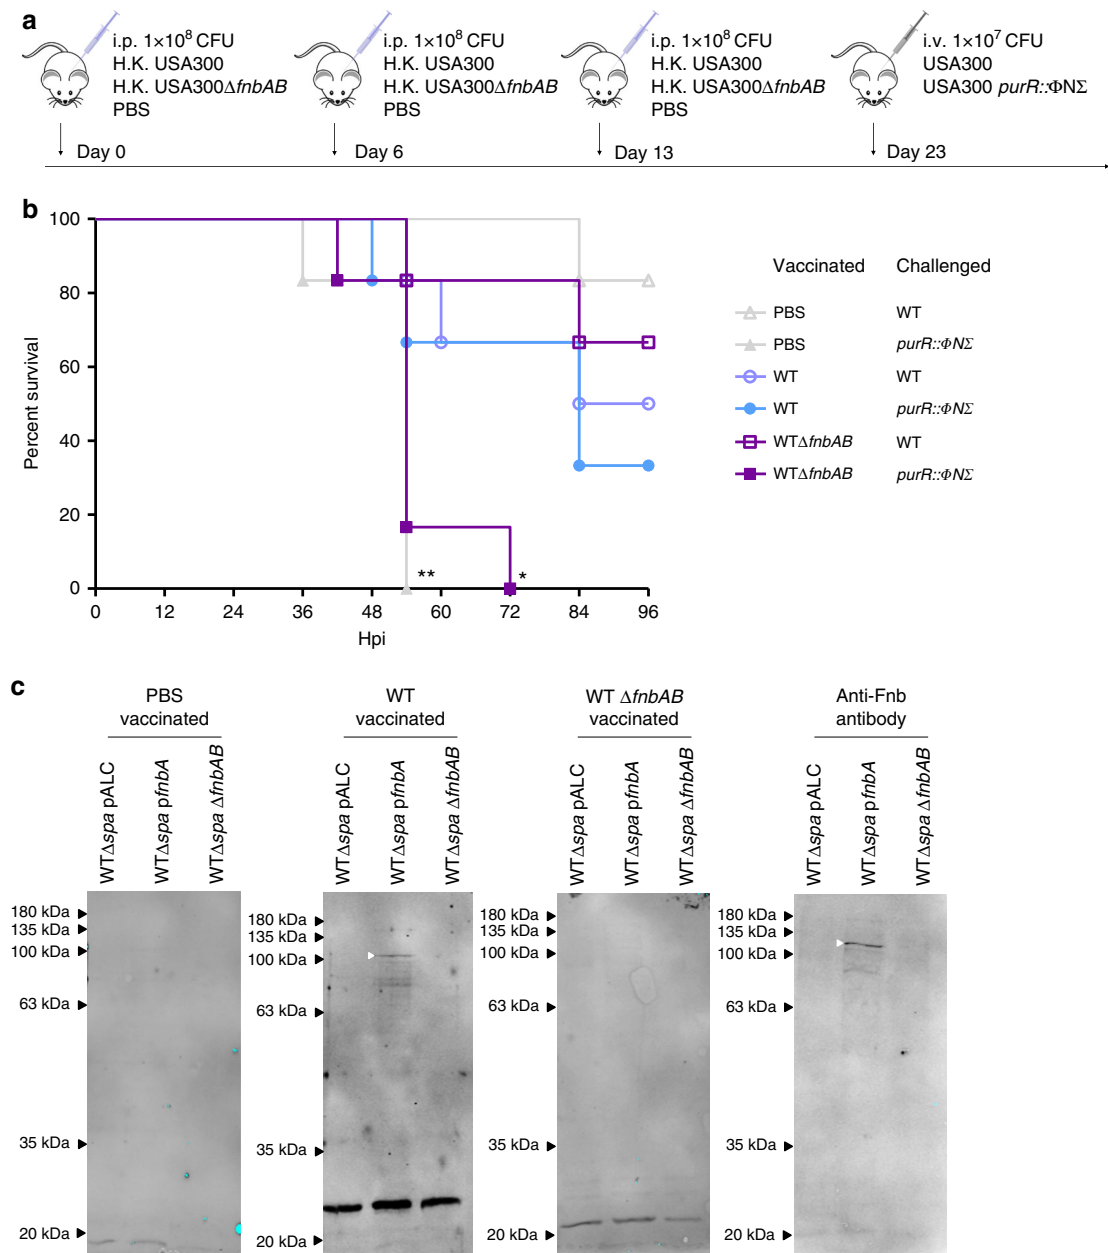 a
i.p. 1×10⁸ CFU
H.K. USA300
H.K. USA300ΔfnbAB
PBS
i.p. 1×10⁸ CFU
H.K. USA300
H.K. USA300ΔfnbAB
PBS
i.p. 1×10⁸ CFU
H.K. USA300
H.K. USA300ΔfnbAB
PBS
i.v. 1×10⁷ CFU
USA300
USA300 purR::ΦNΣ
Day 0
Day 6
Day 13
Day 23
b
Percent survival
100
80
60
40
20
0
** *
0 12 24 36 48 60 72 84 96
Hpi
Vaccinated Challenged
PBS WT
PBS purR::ΦNΣ
WT WT
WT purR::ΦNΣ
WTΔfnbAB WT
WTΔfnbAB purR::ΦNΣ
c
PBS
vaccinated
WTΔspa pALC
WTΔspa pfnbA
WTΔspa ΔfnbAB
180 kDa
135 kDa
100 kDa
63 kDa
35 kDa
20 kDa
WT
vaccinated
WTΔspa pALC
WTΔspa pfnbA
WTΔspa ΔfnbAB
180 kDa
135 kDa
100 kDa
63 kDa
35 kDa
20 kDa
WT ΔfnbAB
vaccinated
WTΔspa pALC
WTΔspa pfnbA
WTΔspa ΔfnbAB
180 kDa
135 kDa
100 kDa
63 kDa
35 kDa
20 kDa
Anti-Fnb
antibody
WTΔspa pALC
WTΔspa pfnbA
WTΔspa ΔfnbAB
180 kDa
135 kDa
100 kDa
63 kDa
35 kDa
20 kDa